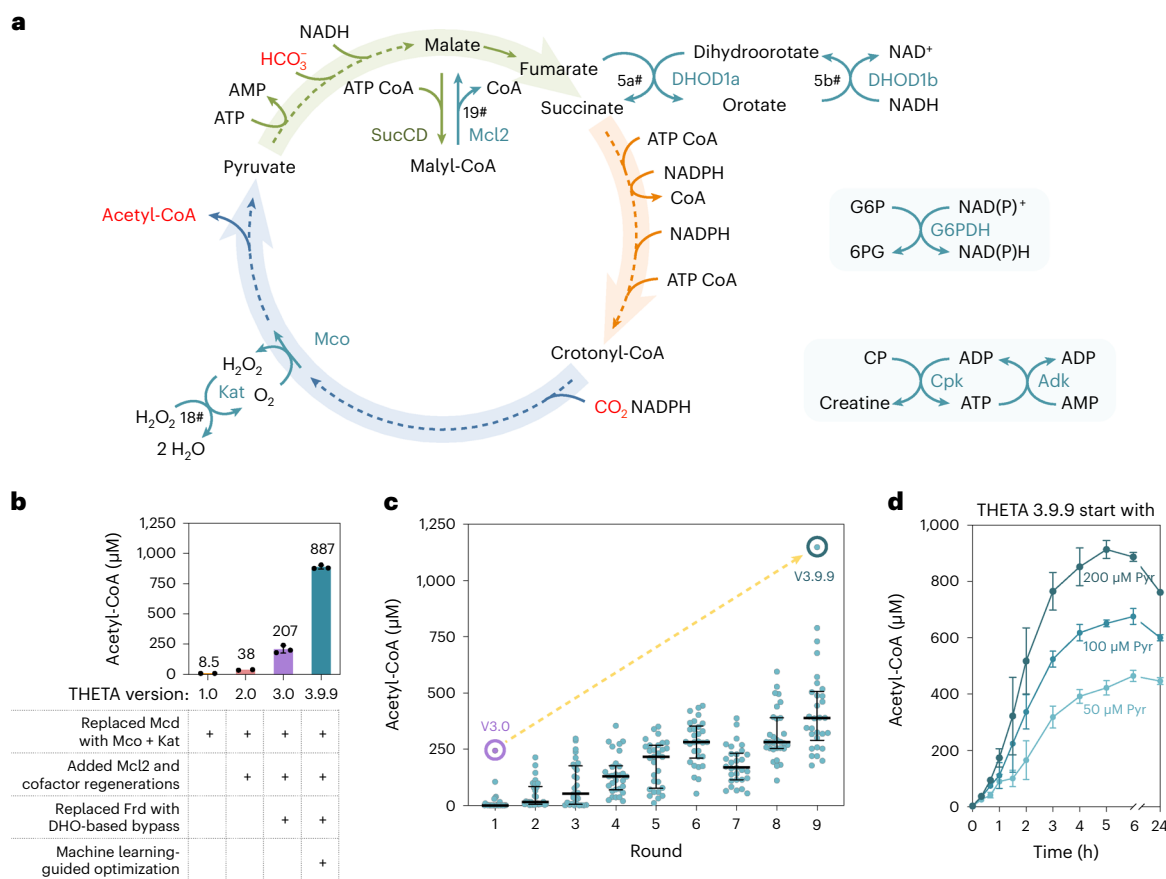 a
NADH
HCO₃⁻
AMP
ATP
Malate
Fumarate
Succinate
ATP CoA
CoA
19#
SucCD
Mcl2
Malyl-CoA
Pyruvate
Acetyl-CoA
5a#
Dihydroorotate
DHOD1a
Orotate
5b#
NAD⁺
DHOD1b
NADH
ATP CoA
NADPH
CoA
NADPH
ATP CoA
Crotonyl-CoA
CO₂ NADPH
Mco
H₂O₂
Kat
O₂
H₂O₂ 18#
2 H₂O
G6P
NAD(P)⁺
G6PDH
6PG
NAD(P)H
CP
ADP
ADP
Cpk
Adk
Creatine
ATP
AMP
b
Acetyl-CoA (µM)
1,250
1,000
750
500
250
0
8.5
38
207
887
THETA version: 1.0 2.0 3.0 3.9.9
Replaced Mcd
with Mco + Kat
+ + + +
Added Mcl2 and
cofactor regenerations
+ + +
Replaced Frd with
DHO-based bypass
+ +
Machine learning-
guided optimization
+
c
Acetyl-CoA (µM)
1,250
1,000
750
500
250
0
V3.0
V3.9.9
1 2 3 4 5 6 7 8 9
Round
d
THETA 3.9.9 start with
Acetyl-CoA (µM)
1,000
800
600
400
200
0
200 µM Pyr
100 µM Pyr
50 µM Pyr
0 1 2 3 4 5 6 24
Time (h)